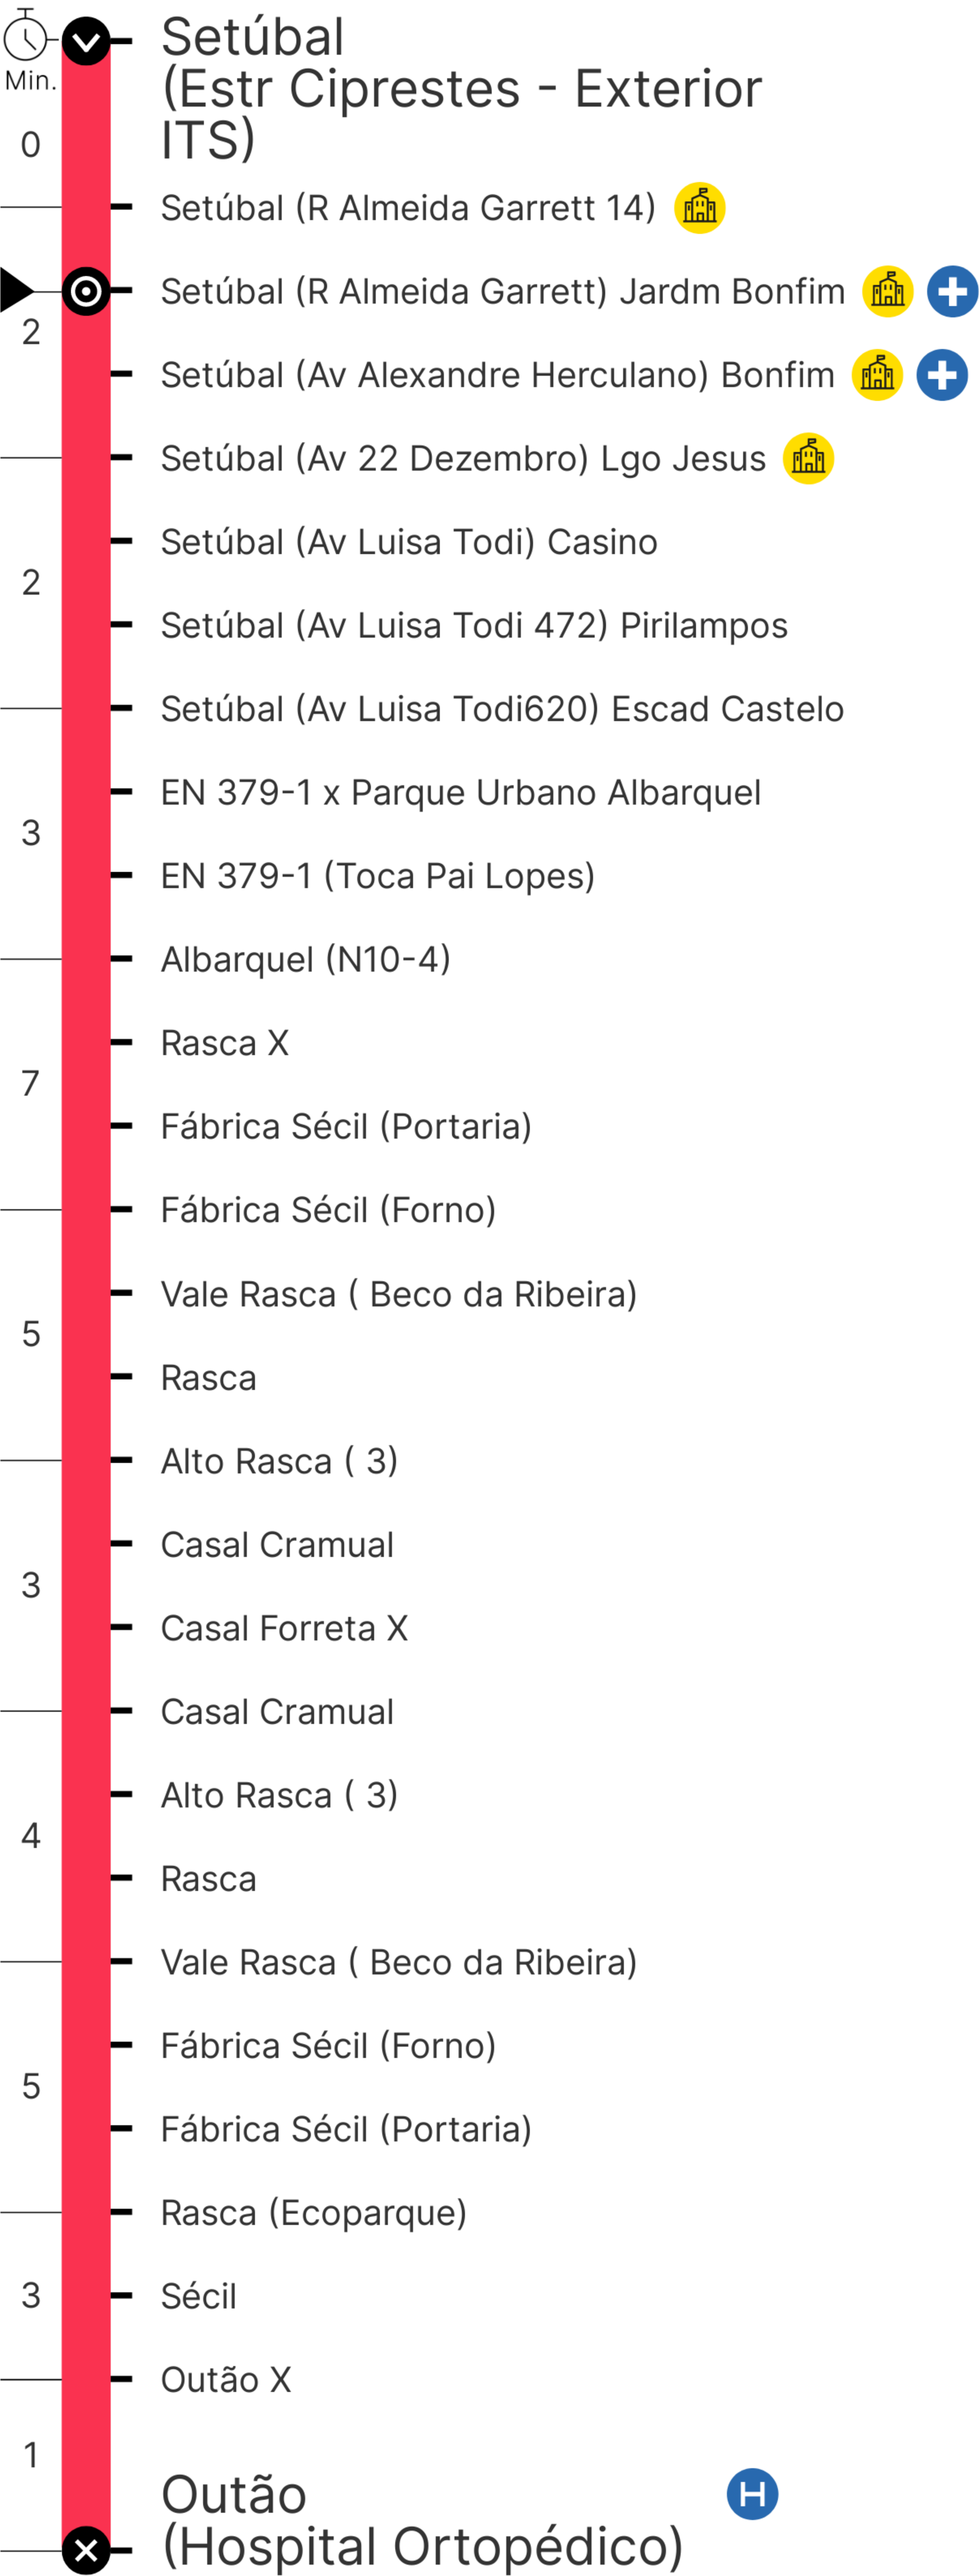 Setúbal
(Estr Ciprestes - Exterior
ITS)
Min.
0
Setúbal (R Almeida Garrett 14)
Setúbal (R Almeida Garrett) Jardm Bonfim
2
Setúbal (Av Alexandre Herculano) Bonfim
Setúbal (Av 22 Dezembro) Lgo Jesus
Setúbal (Av Luisa Todi) Casino
2
Setúbal (Av Luisa Todi 472) Pirilampos
Setúbal (Av Luisa Todi620) Escad Castelo
EN 379-1 x Parque Urbano Albarquel
3
EN 379-1 (Toca Pai Lopes)
Albarquel (N10-4)
Rasca X
7
Fábrica Sécil (Portaria)
Fábrica Sécil (Forno)
Vale Rasca ( Beco da Ribeira)
5
Rasca
Alto Rasca ( 3)
Casal Cramual
3
Casal Forreta X
Casal Cramual
Alto Rasca ( 3)
4
Rasca
Vale Rasca ( Beco da Ribeira)
Fábrica Sécil (Forno)
5
Fábrica Sécil (Portaria)
Rasca (Ecoparque)
3
Sécil
Outão X
1
Outão
H
(Hospital Ortopédico)